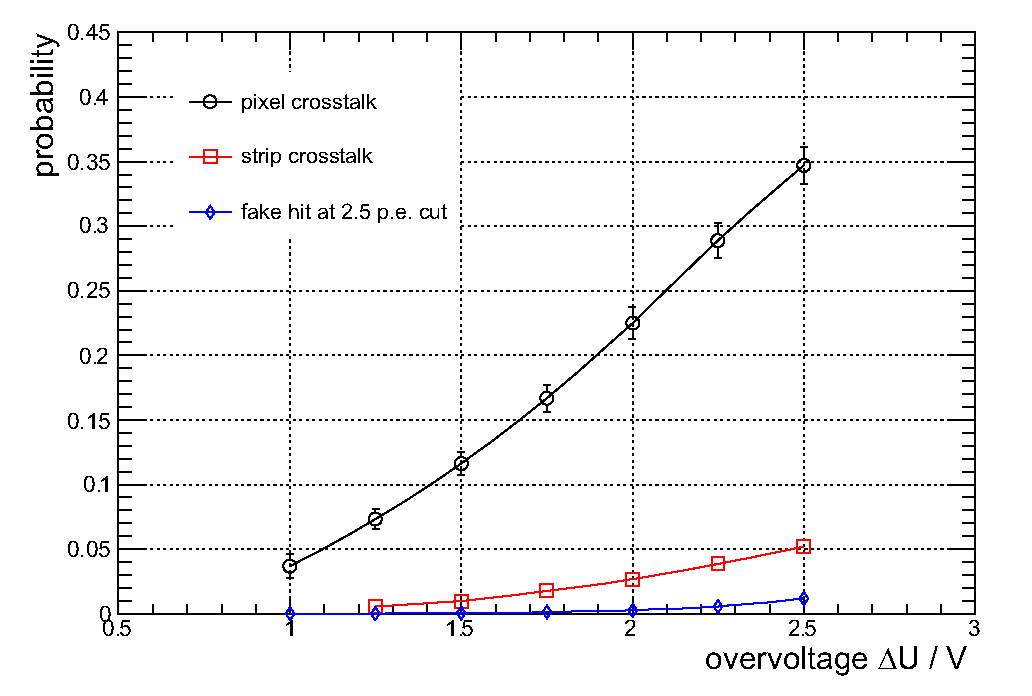 probability
0.45
0.4
0.35
0.3
0.25
0.2
0.15
0.1
0.05
0
pixel crosstalk
strip crosstalk
fake hit at 2.5 p.e. cut
0.5 1 1.5 2 2.5 3
overvoltage ΔU / V